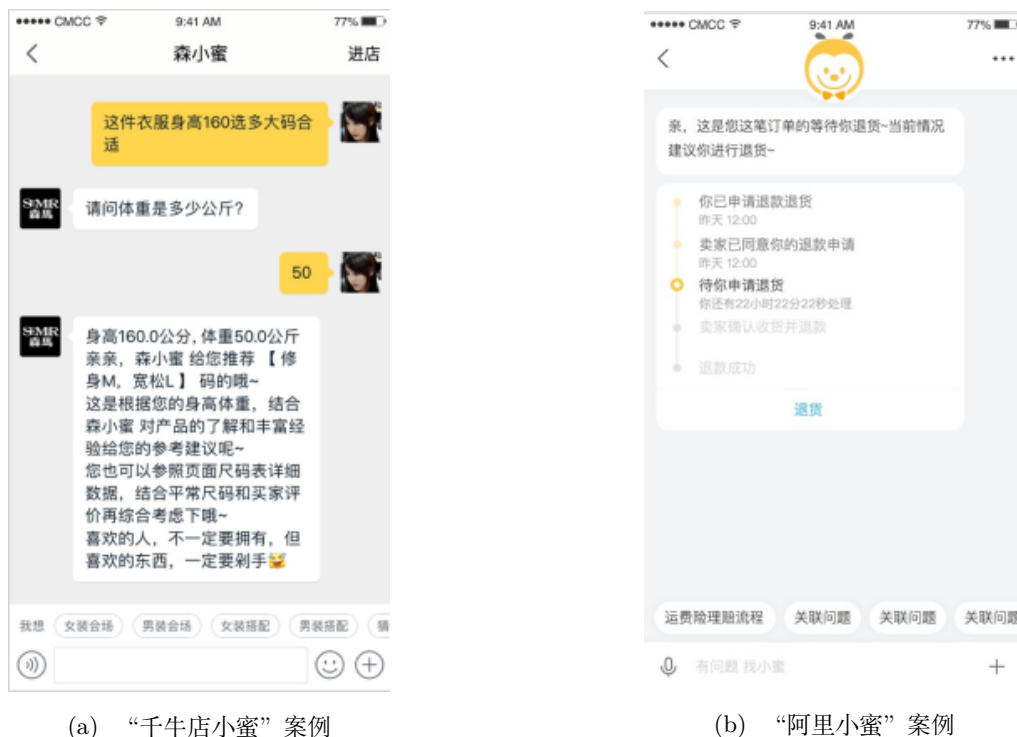 CMCC
9:41 AM
77%
森小蜜
进店
这件衣服身高160选多大码合
适
SEMIR
森馬
请问体重是多少公斤?
50
SEMIR
森馬
身高160.0公分, 体重50.0公斤
亲亲, 森小蜜 给您推荐 【 修
身M, 宽松L 】 码的哦~
这是根据您的身高体重, 结合
森小蜜 对产品的了解和丰富经
验给您的参考建议呢~
您也可以参照页面尺码表详细
数据, 结合平常尺码和买家评
价再综合考虑下哦~
喜欢的人, 不一定要拥有, 但
喜欢的东西, 一定要剁手
我想 女装会场 男装会场 女装搭配 男装搭配 猜
(a) “千牛店小蜜”案例
CMCC
9:41 AM
77%
亲, 这是您这笔订单的等待你退货~当前情况
建议你进行退货~
你已申请退款退货
昨天 12:00
卖家已同意你的退款申请
昨天 12:00
待你申请退货
你还有22小时22分22秒处理
卖家确认收货并退款
退款成功
退货
运费险理赔流程 关联问题 关联问题 关联问题
有问题 找小蜜
(b) “阿里小蜜”案例